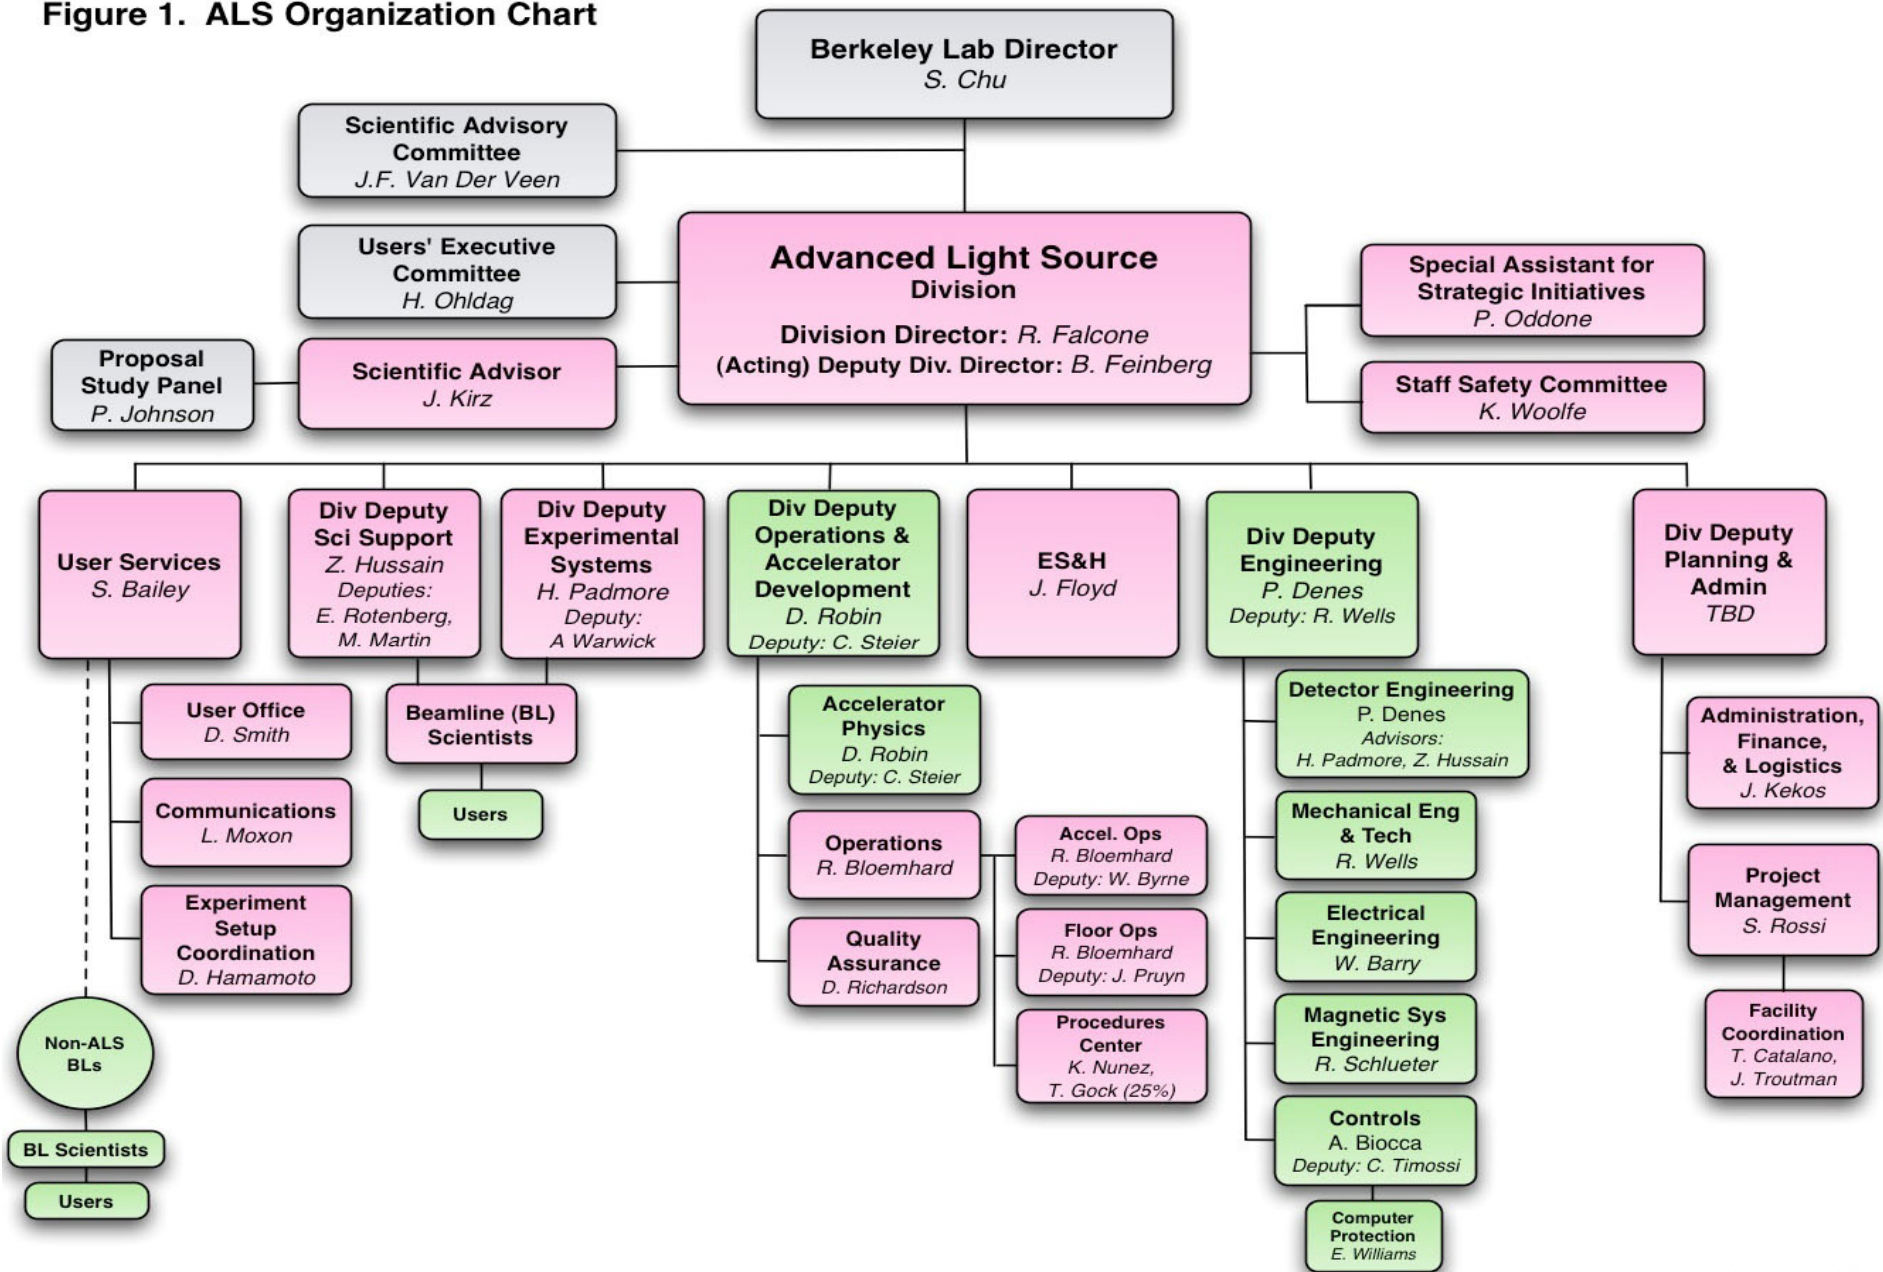 Figure 1.  ALS Organization Chart
Berkeley Lab Director
S. Chu
Scientific Advisory
Committee
J.F. Van Der Veen
Users' Executive
Committee
H. Ohldag
Proposal
Study Panel
P. Johnson
Scientific Advisor
J. Kirz
Advanced Light Source
Division
Division Director: R. Falcone
(Acting) Deputy Div. Director: B. Feinberg
Special Assistant for
Strategic Initiatives
P. Oddone
Staff Safety Committee
K. Woolfe
User Services
S. Bailey
Div Deputy
Sci Support
Z. Hussain
Deputies:
E. Rotenberg,
M. Martin
Div Deputy
Experimental
Systems
H. Padmore
Deputy:
A Warwick
Div Deputy
Operations &
Accelerator
Development
D. Robin
Deputy: C. Steier
ES&H
J. Floyd
Div Deputy
Engineering
P. Denes
Deputy: R. Wells
Div Deputy
Planning &
Admin
TBD
User Office
D. Smith
Communications
L. Moxon
Experiment
Setup
Coordination
D. Hamamoto
Non-ALS
BLs
BL Scientists
Users
Beamline (BL)
Scientists
Users
Accelerator
Physics
D. Robin
Deputy: C. Steier
Operations
R. Bloemhard
Quality
Assurance
D. Richardson
Accel. Ops
R. Bloemhard
Deputy: W. Byrne
Floor Ops
R. Bloemhard
Deputy: J. Pruyn
Procedures
Center
K. Nunez,
T. Gock (25%)
Detector Engineering
P. Denes
Advisors:
H. Padmore, Z. Hussain
Mechanical Eng
& Tech
R. Wells
Electrical
Engineering
W. Barry
Magnetic Sys
Engineering
R. Schlueter
Controls
A. Biocca
Deputy: C. Timossi
Computer
Protection
E. Williams
Administration,
Finance,
& Logistics
J. Kekos
Project
Management
S. Rossi
Facility
Coordination
T. Catalano,
J. Troutman